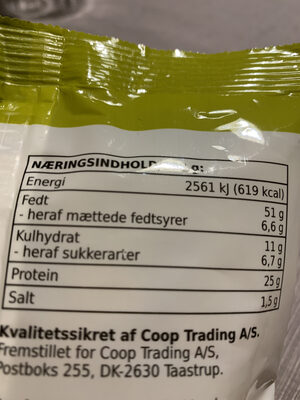 NÆRINGSINDHOLD g:
Energi 2561 kJ (619 kcal)
Fedt 51 g
- heraf mættede fedtsyrer 6,6 g
Kulhydrat 11 g
- heraf sukkerarter 6,7 g
Protein 25 g
Salt 1,5 g
Kvalitetssikret af Coop Trading A/S.
Fremstillet for Coop Trading A/S,
Postboks 255, DK-2630 Taastrup.